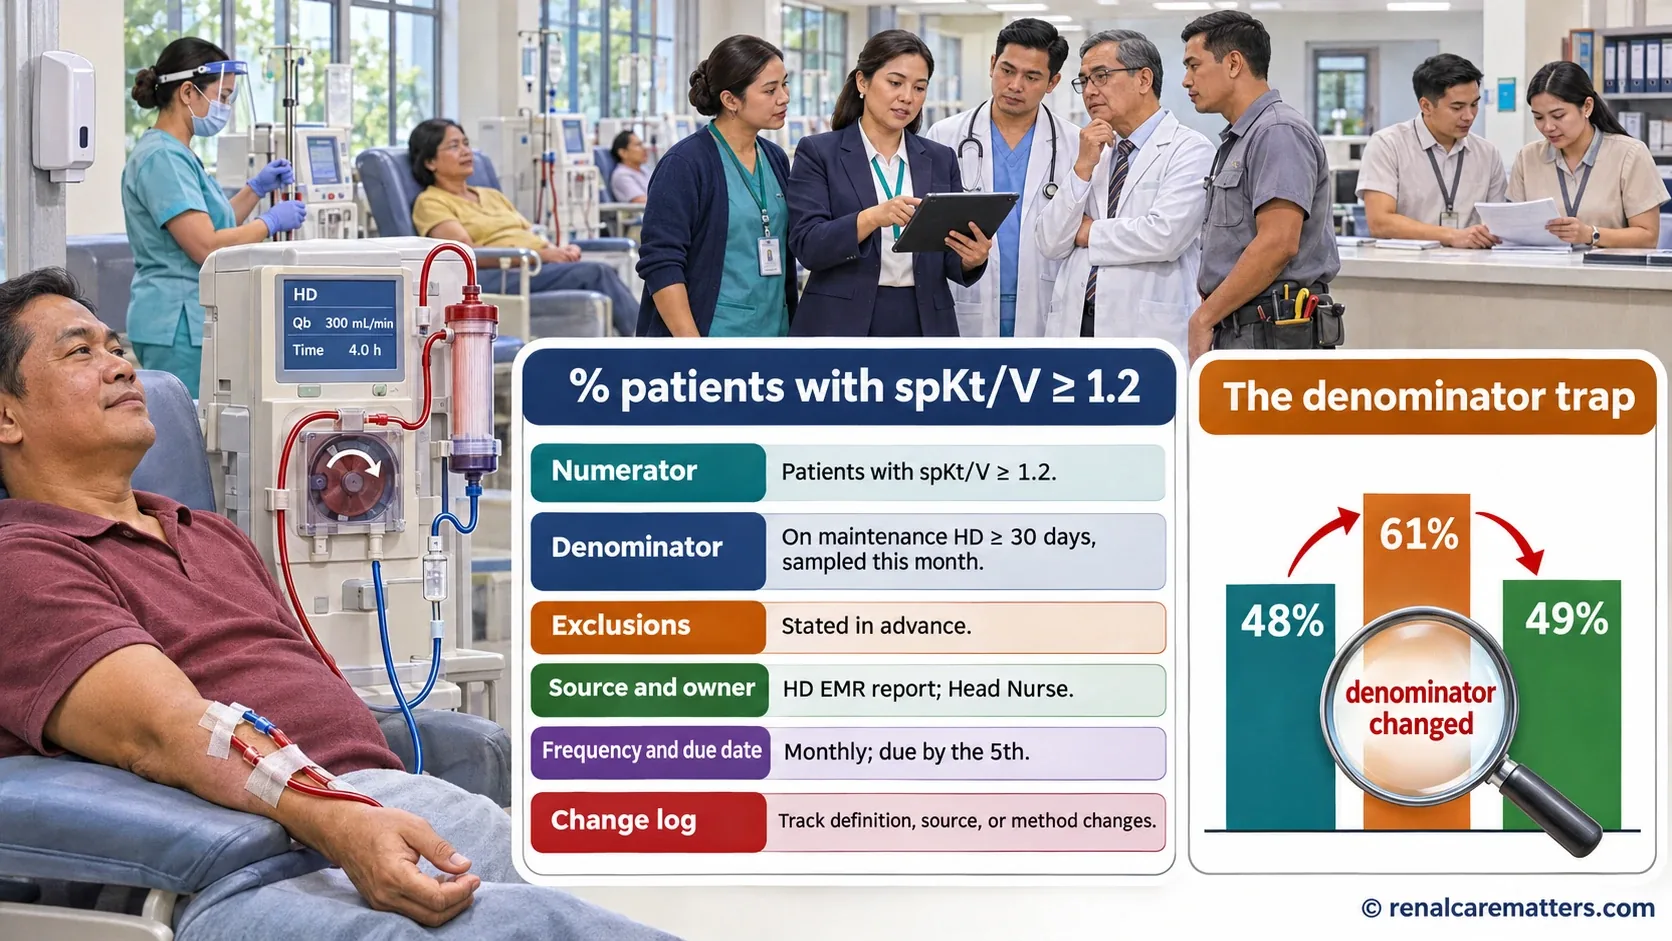 HD
Qb 300 mL/min
Time 4.0 h
% patients with spKt/V ≥ 1.2
Numerator
Patients with spKt/V ≥ 1.2.
Denominator
On maintenance HD ≥ 30 days,
sampled this month.
Exclusions
Stated in advance.
Source and owner
HD EMR report; Head Nurse.
Frequency and due date
Monthly; due by the 5th.
Change log
Track definition, source, or method changes.
The denominator trap
48%
61%
49%
denominator
changed
© renalcarematters.com